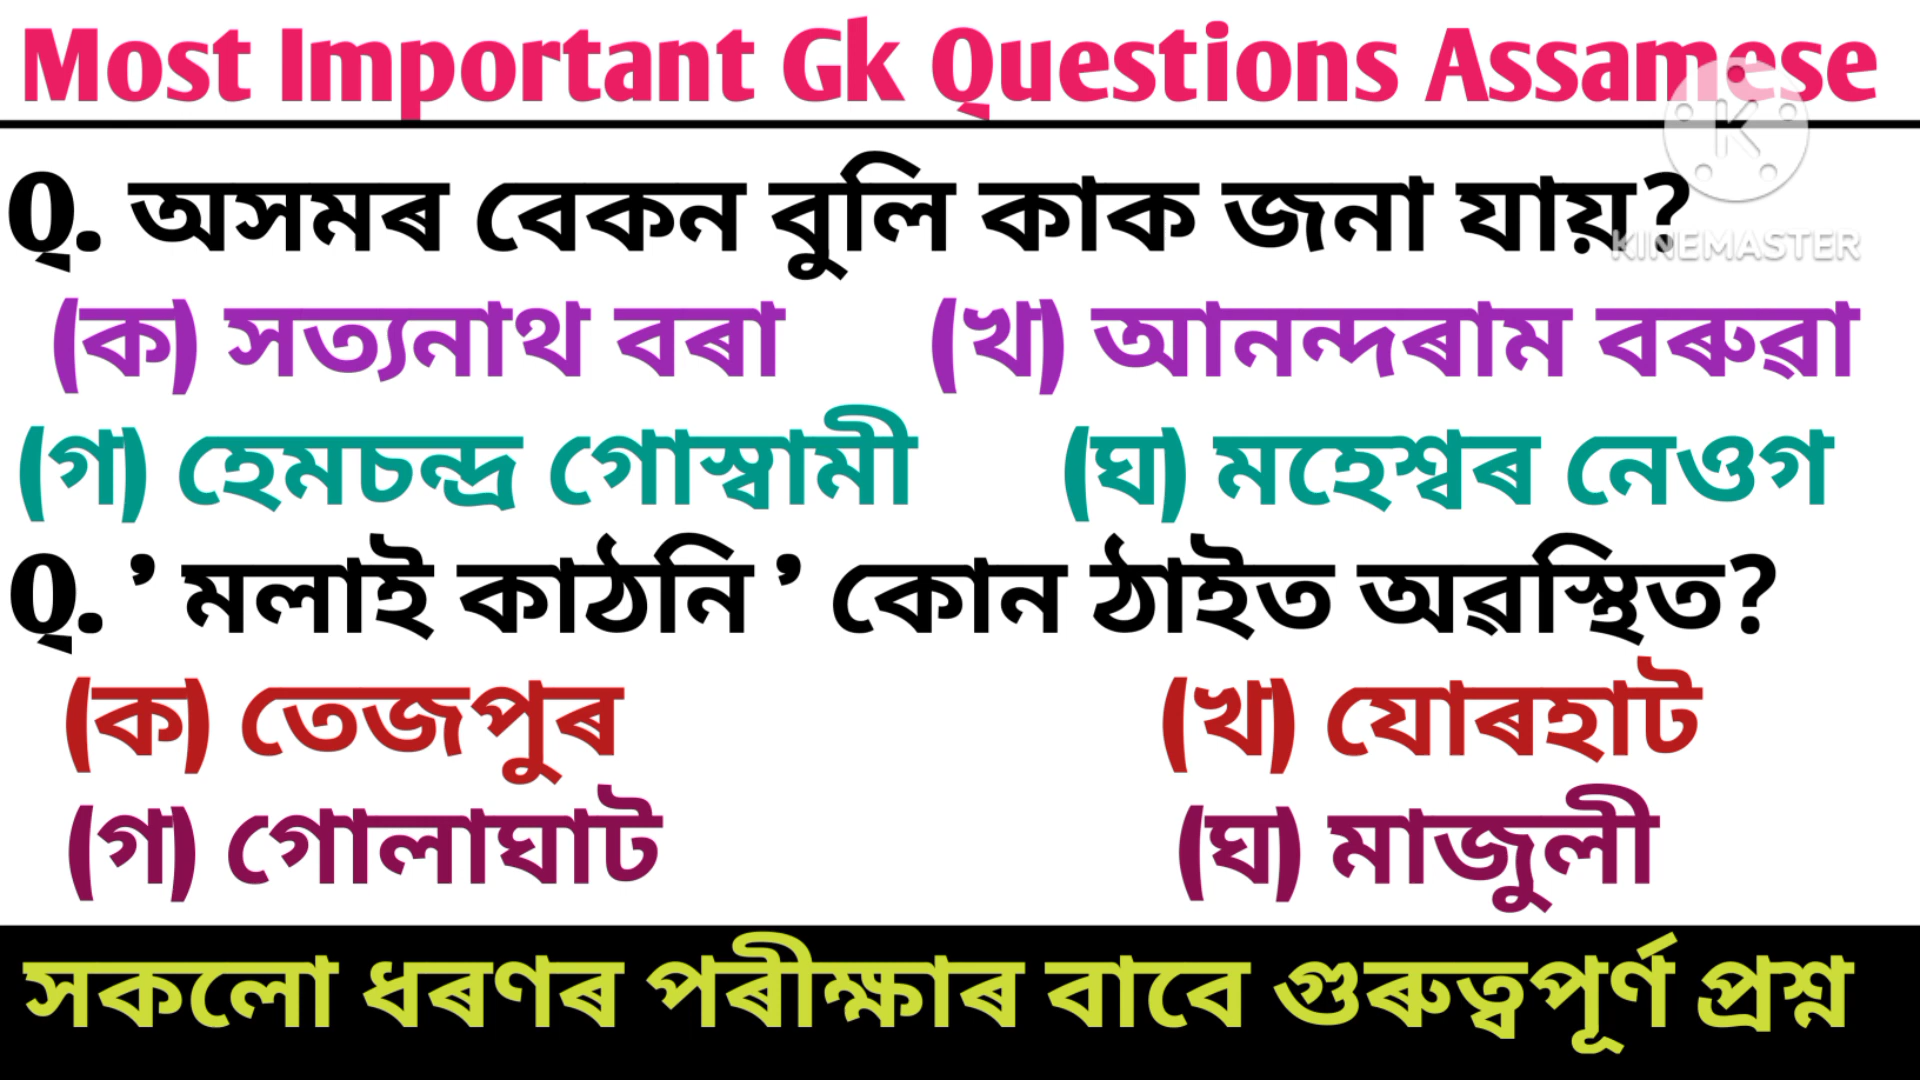 Most Important Gk Questions Assamese
Q. অসমৰ বেকন বুলি কাক জনা যায়?
KINEMASTER
(ক) সত্যনাথ বৰা (খ) আনন্দৰাম বৰুৱা
(গ) হেমচন্দ্ৰ গোস্বামী (ঘ) মহেশ্বৰ নেওগ
Q. ’ মলাই কাঠনি ’ কোন ঠাইত অৱস্থিত?
(ক) তেজপুৰ (খ) যোৰহাট
(গ) গোলাঘাট (ঘ) মাজুলী
সকলো ধৰণৰ পৰীক্ষাৰ বাবে গুৰুত্বপূৰ্ণ প্ৰশ্ন